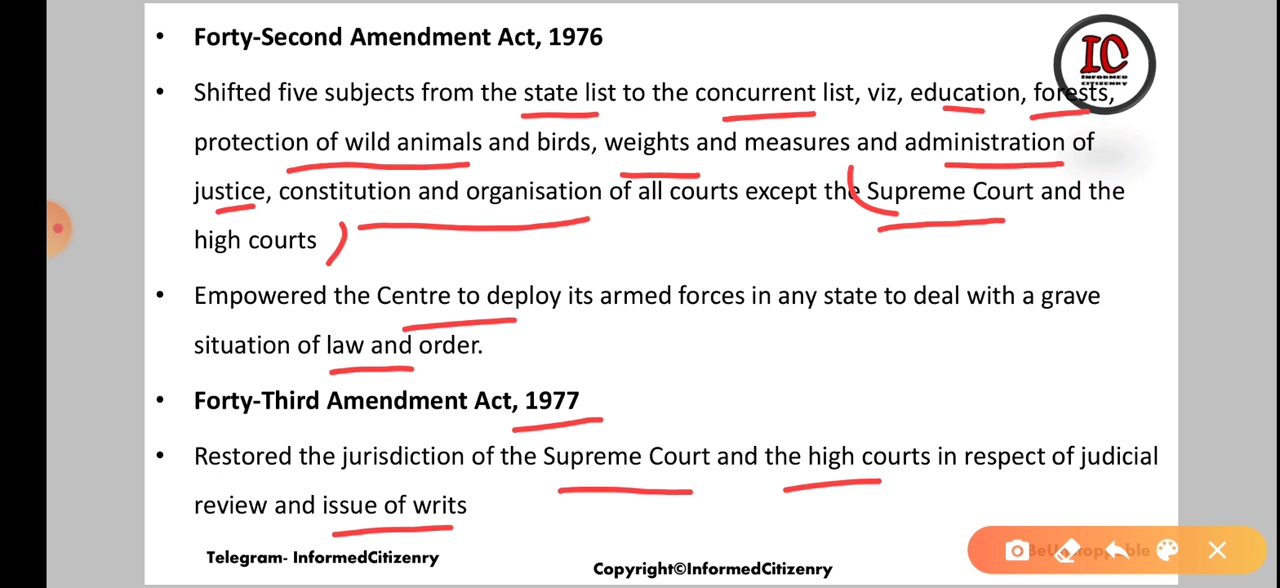 • Forty-Second Amendment Act, 1976
IC
INFORMED
CITIZENRY
• Shifted five subjects from the state list to the concurrent list, viz, education, forests,
protection of wild animals and birds, weights and measures and administration of
justice, constitution and organisation of all courts except the Supreme Court and the
high courts
• Empowered the Centre to deploy its armed forces in any state to deal with a grave
situation of law and order.
• Forty-Third Amendment Act, 1977
• Restored the jurisdiction of the Supreme Court and the high courts in respect of judicial
review and issue of writs
Telegram- InformedCitizenry
Copyright©InformedCitizenry